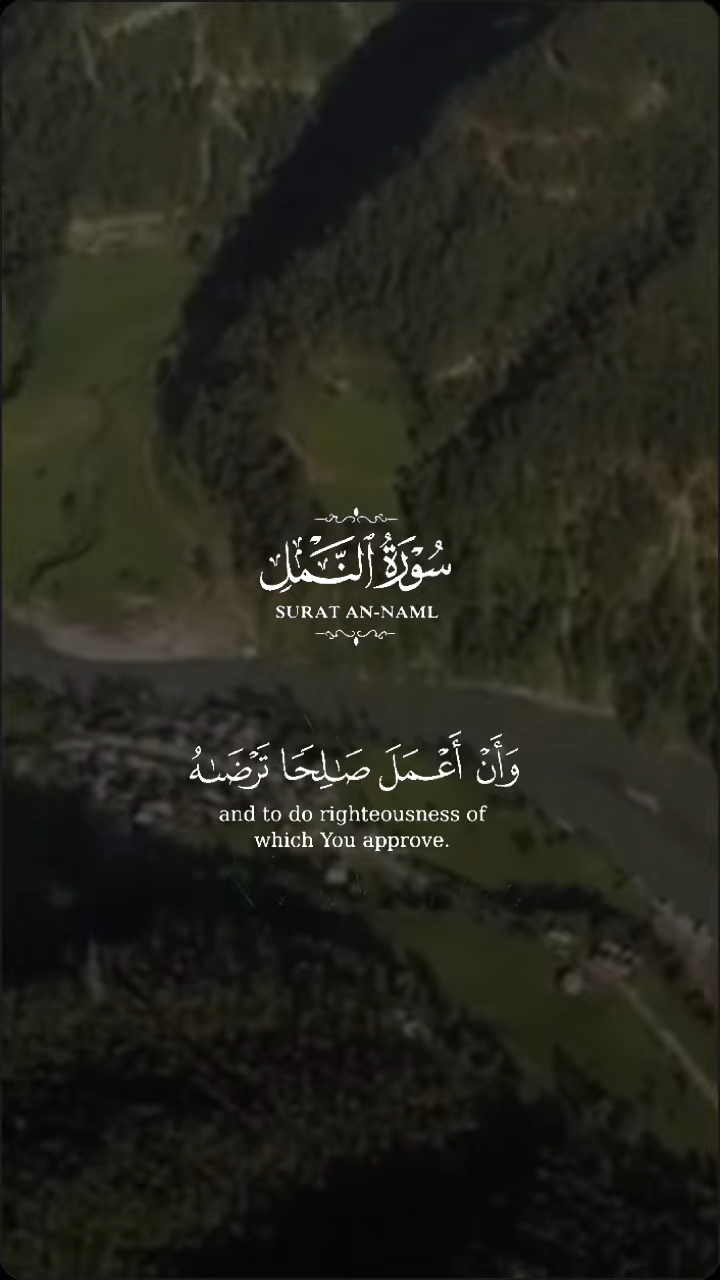 سُورَةُ ٱلنَّمْلِ
SURAT AN-NAML
وَأَنْ أَعْمَلَ صَـٰلِحًا تَرْضَىٰهُ
and to do righteousness of
which You approve.